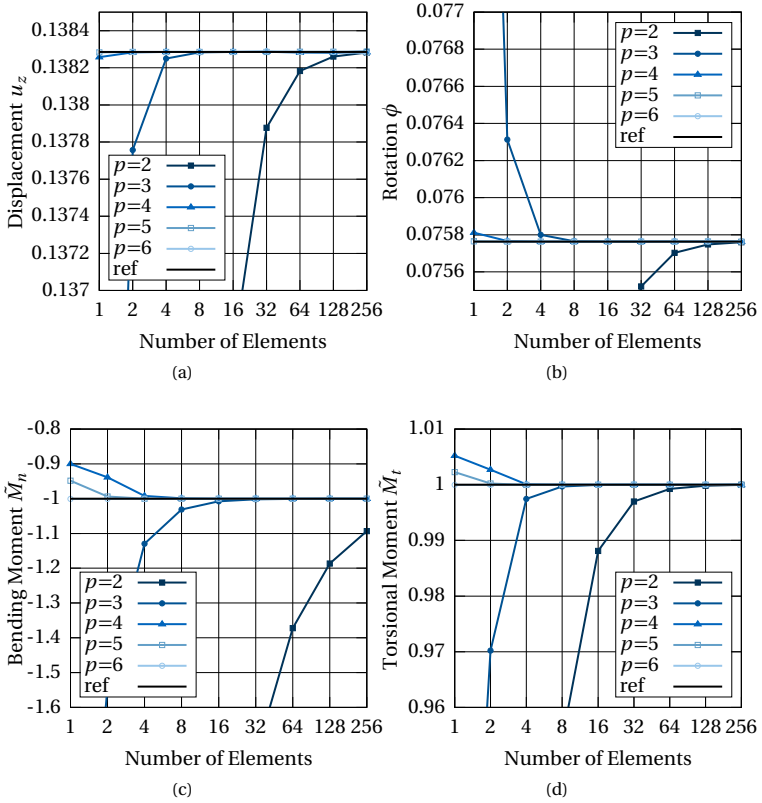 Displacement u_z
0.1384
0.1382
0.138
0.1378
0.1376
0.1374
0.1372
0.137
p=2
p=3
p=4
p=5
p=6
ref
1 2 4 8 16 32 64 128 256
Number of Elements
(a)
Rotation ϕ
0.077
0.0768
0.0766
0.0764
0.0762
0.076
0.0758
0.0756
p=2
p=3
p=4
p=5
p=6
ref
1 2 4 8 16 32 64 128 256
Number of Elements
(b)
Bending Moment M̃_n
-0.8
-0.9
-1
-1.1
-1.2
-1.3
-1.4
-1.5
-1.6
p=2
p=3
p=4
p=5
p=6
ref
1 2 4 8 16 32 64 128 256
Number of Elements
(c)
Torsional Moment M̃_t
1.01
1
0.99
0.98
0.97
0.96
p=2
p=3
p=4
p=5
p=6
ref
1 2 4 8 16 32 64 128 256
Number of Elements
(d)